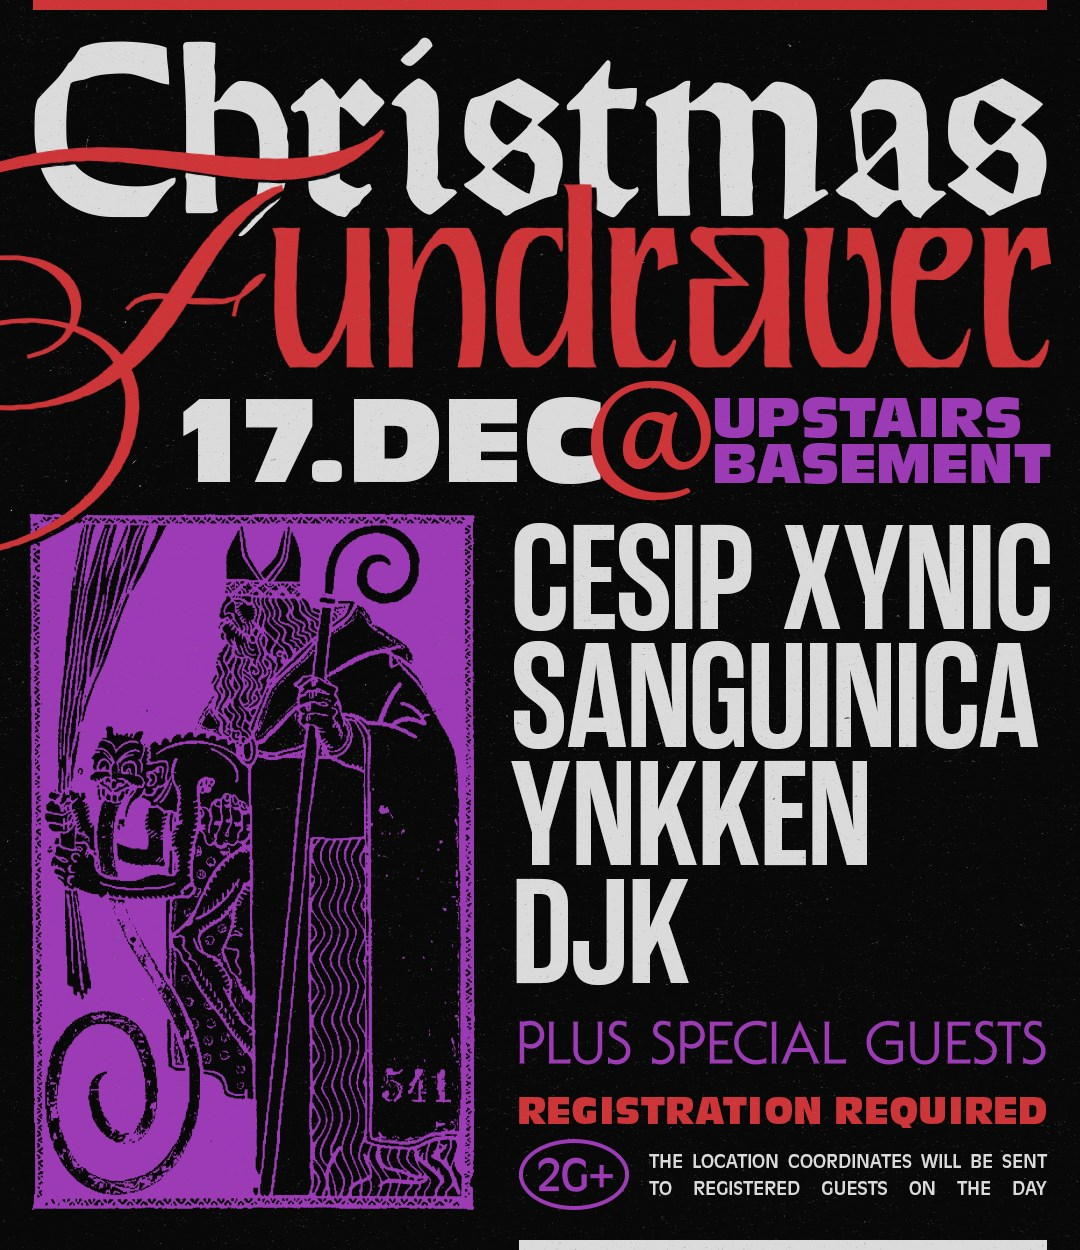 Christmas
Fundraver
17.DEC@UPSTAIRS
BASEMENT
CESIP XYNIC
SANGUINICA
YNKKEN
DJK
PLUS SPECIAL GUESTS
REGISTRATION REQUIRED
2G+
THE LOCATION COORDINATES WILL BE SENT
TO REGISTERED GUESTS ON THE DAY
541